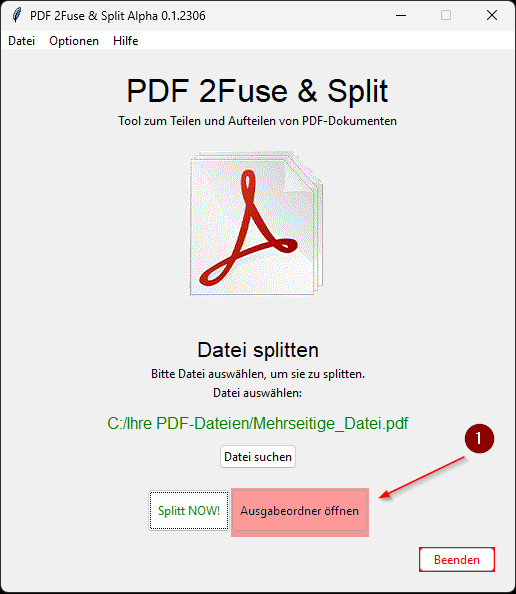 PDF 2Fuse & Split Alpha 0.1.2306
Datei Optionen Hilfe
PDF 2Fuse & Split
Tool zum Teilen und Aufteilen von PDF-Dokumenten
Datei splitten
Bitte Datei auswählen, um sie zu splitten.
Datei auswählen:
C:/Ihre PDF-Dateien/Mehrseitige_Datei.pdf
1
Datei suchen
Splitt NOW! Ausgabeordner öffnen
Beenden